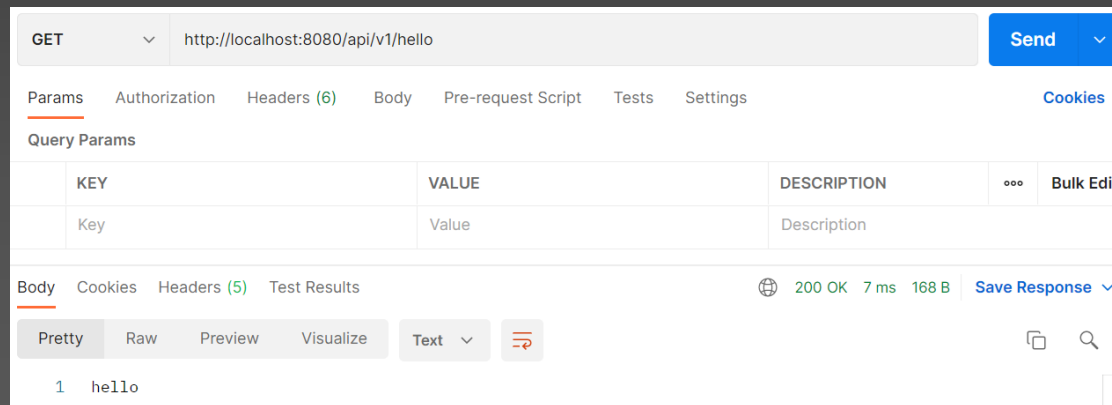 GET http://localhost:8080/api/v1/hello Send
Params Authorization Headers (6) Body Pre-request Script Tests Settings Cookies
Query Params
KEY VALUE DESCRIPTION ooo Bulk Edi
Key Value Description
Body Cookies Headers (5) Test Results 200 OK 7 ms 168 B Save Response
Pretty Raw Preview Visualize Text
1 hello